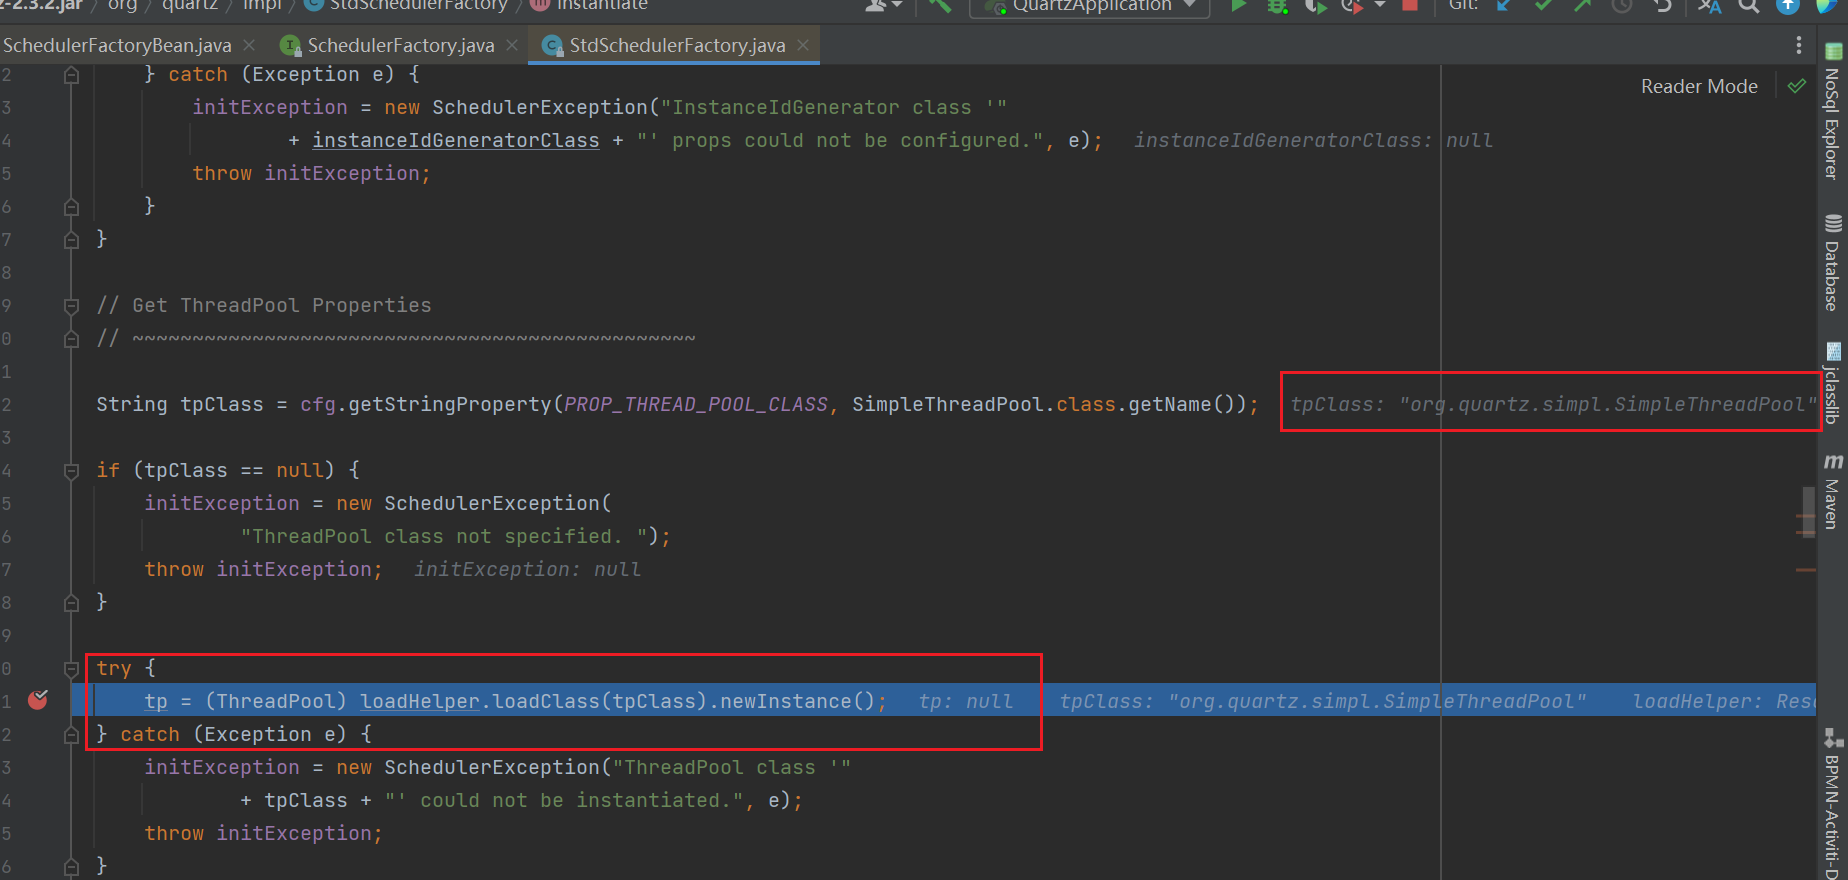 z-2.3.2.jar / org / quartz / impl / StdSchedulerFactory / instantiate QuartzApplication Git:
SchedulerFactoryBean.java SchedulerFactory.java StdSchedulerFactory.java
Reader Mode
2 } catch (Exception e) {
3 initException = new SchedulerException("InstanceIdGenerator class '"
4 + instanceIdGeneratorClass + "' props could not be configured.", e); instanceIdGeneratorClass: null
5 throw initException;
6 }
7 }
8
9 // Get ThreadPool Properties
0 // ~~~~~~~~~~~~~~~~~~~~~~~~~~~~~~~~~~~~~~~~~~~~~~~
1
2 String tpClass = cfg.getStringProperty(PROP_THREAD_POOL_CLASS, SimpleThreadPool.class.getName()); tpClass: "org.quartz.simpl.SimpleThreadPool"
3
4 if (tpClass == null) {
5 initException = new SchedulerException(
6 "ThreadPool class not specified. ");
7 throw initException; initException: null
8 }
9
0 try {
1 tp = (ThreadPool) loadHelper.loadClass(tpClass).newInstance(); tp: null tpClass: "org.quartz.simpl.SimpleThreadPool" loadHelper: Reso
2 } catch (Exception e) {
3 initException = new SchedulerException("ThreadPool class '"
4 + tpClass + "' could not be instantiated.", e);
5 throw initException;
6 }
NoSql Explorer
Database
jclasslib
Maven
BPMN-Activiti-D